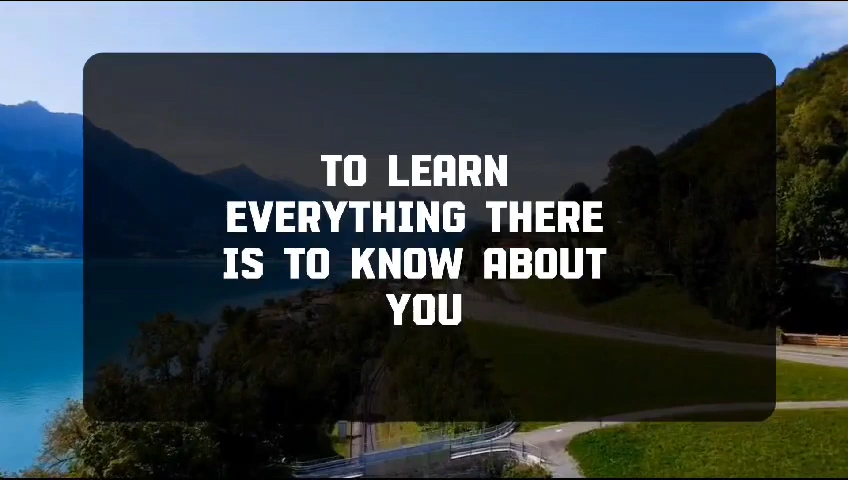 TO LEARN
EVERYTHING THERE
IS TO KNOW ABOUT
YOU